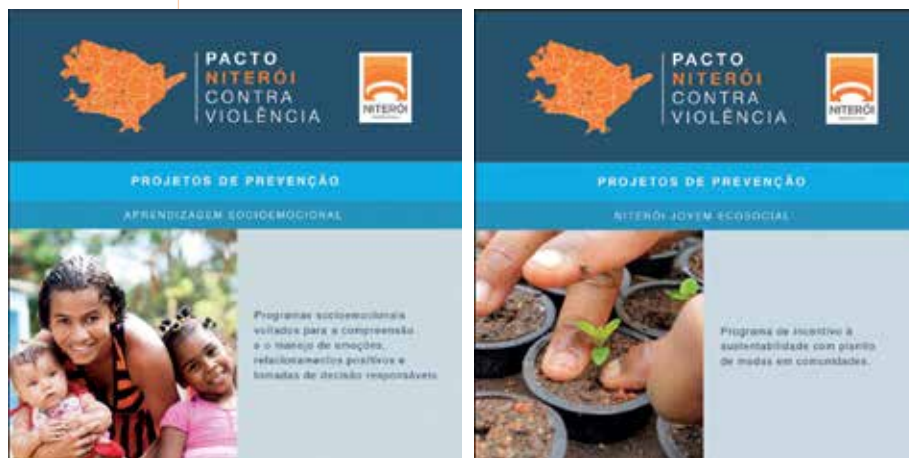 PACTO
NITERÓI
CONTRA
VIOLÊNCIA
NITERÓI
PROJETOS DE PREVENÇÃO
APRENDIZAGEM SOCIOEMOCIONAL
Programas socioemocionais
voltados para a compreensão
e o manejo de emoções,
relacionamentos positivos e
tomadas de decisão responsáveis.
PACTO
NITERÓI
CONTRA
VIOLÊNCIA
NITERÓI
PROJETOS DE PREVENÇÃO
NITERÓI JOVEM ECOSOCIAL
Programa de incentivo à
sustentabilidade com plantio
de mudas em comunidades.